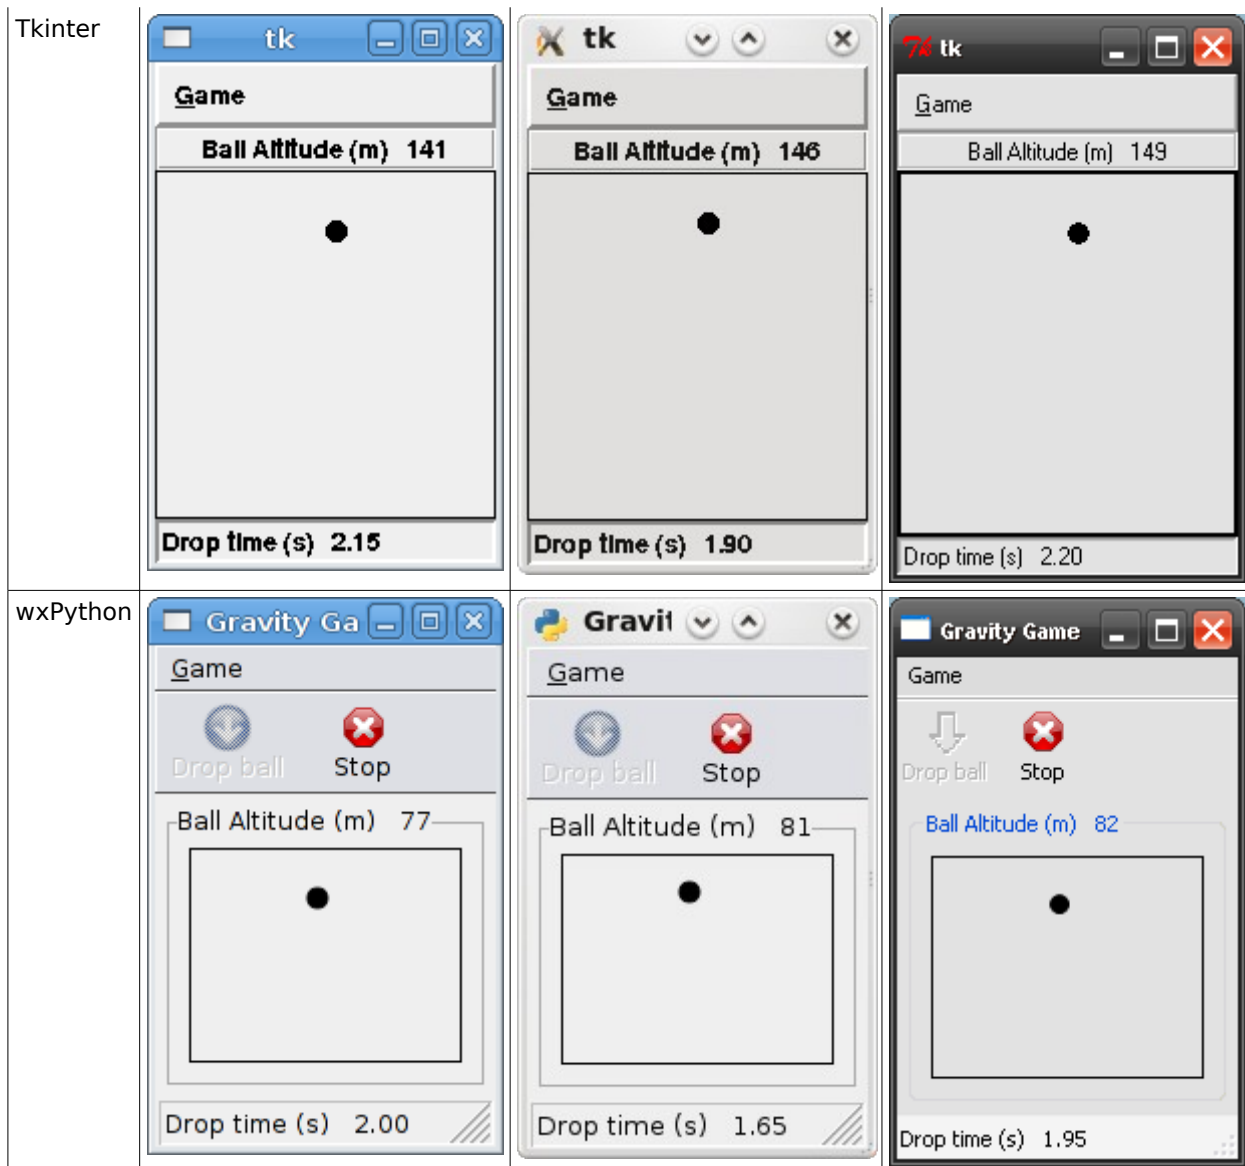 Tkinter
tk
Game
Ball Altitude (m) 141
Drop time (s) 2.15
tk
Game
Ball Altitude (m) 146
Drop time (s) 1.90
7% tk
Game
Ball Altitude (m) 149
Drop time (s) 2.20
wxPython
Gravity Ga
Game
Drop ball Stop
Ball Altitude (m) 77
Drop time (s) 2.00
Gravit
Game
Drop ball Stop
Ball Altitude (m) 81
Drop time (s) 1.65
Gravity Game
Game
Drop ball Stop
Ball Altitude (m) 82
Drop time (s) 1.95